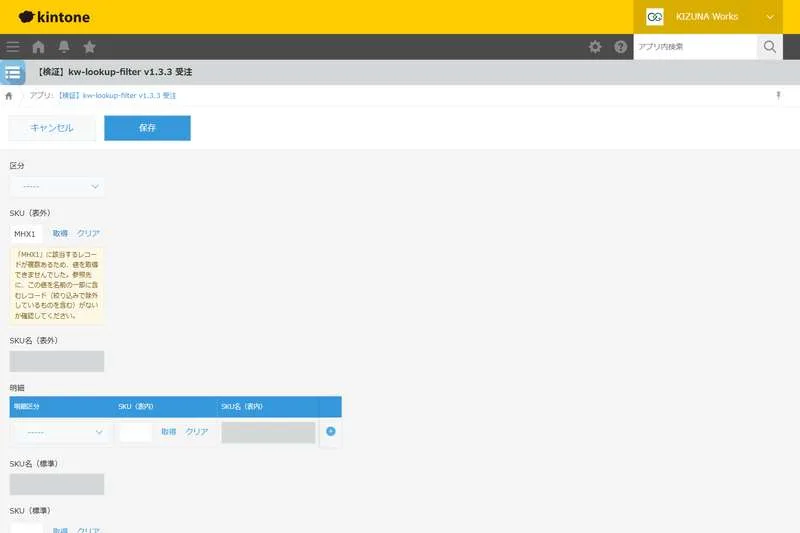 kintone
KIZUNA Works
アプリ内検索
【検証】kw-lookup-filter v1.3.3 受注
アプリ: 【検証】kw-lookup-filter v1.3.3 受注
キャンセル 保存
区分
-----
SKU（表外）
MHX1 取得 クリア
「MHX1」に該当するレコー
ドが複数あるため、値を取得
できませんでした。参照先
に、この値を名前の一部に含
むレコード（絞り込みで除外
しているものを含む）がない
か確認してください。
SKU名（表外）
明細
明細区分 SKU（表内） SKU名（表内）
----- 取得 クリア
SKU名（標準）
SKU（標準）
取得 クリア